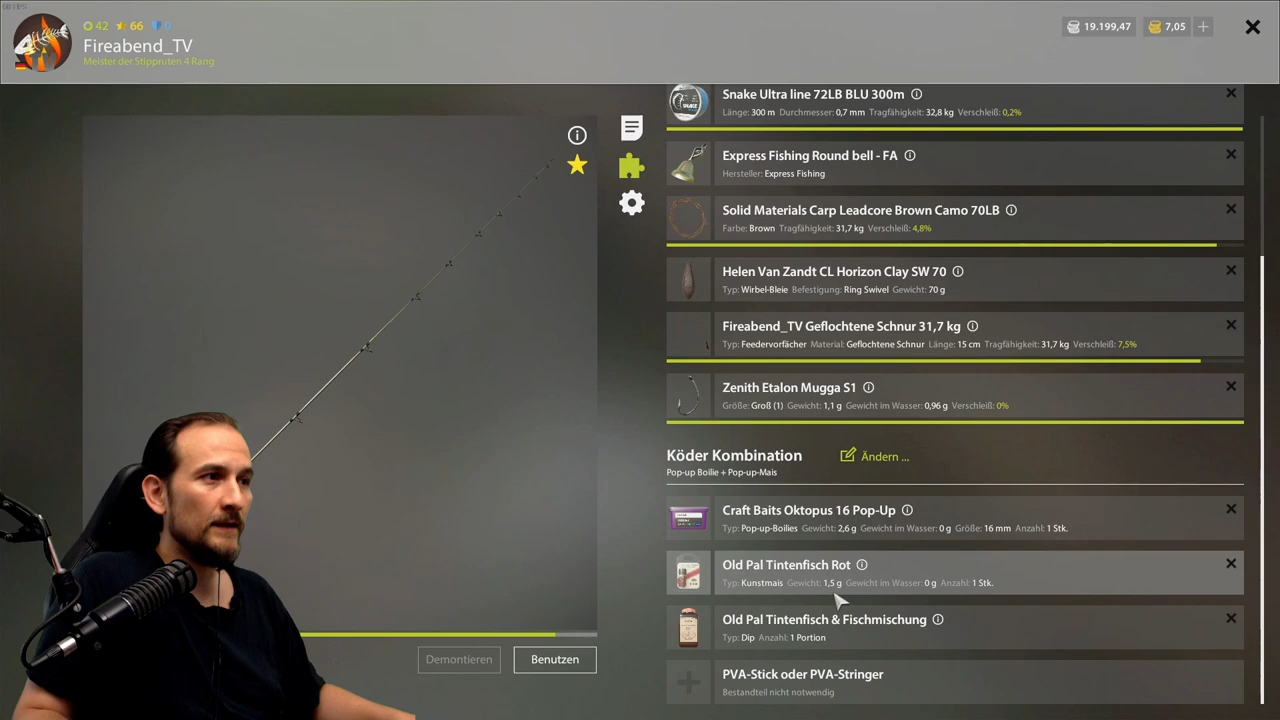 42 66 0
Fireabend_TV
Meister der Stippruten 4 Rang
19.199,47 7,05
Snake Ultra line 72LB BLU 300m
Länge: 300 m Durchmesser: 0,7 mm Tragfähigkeit: 32,8 kg Verschleiß: 0,2%
Express Fishing Round bell - FA
Hersteller: Express Fishing
Solid Materials Carp Leadcore Brown Camo 70LB
Farbe: Brown Tragfähigkeit: 31,7 kg Verschleiß: 4,8%
Helen Van Zandt CL Horizon Clay SW 70
Typ: Wirbel-Bleie Befestigung: Ring Swivel Gewicht: 70 g
Fireabend_TV Geflochtene Schnur 31,7 kg
Typ: Feedervorfächer Material: Geflochtene Schnur Länge: 15 cm Tragfähigkeit: 31,7 kg Verschleiß: 7,5%
Zenith Etalon Mugga S1
Größe: Groß (1) Gewicht: 1,1 g Gewicht im Wasser: 0,96 g Verschleiß: 0%
Köder Kombination Ändern ...
Pop-up Boilie + Pop-up-Mais
Craft Baits Oktopus 16 Pop-Up
Typ: Pop-up-Boilies Gewicht: 2,6 g Gewicht im Wasser: 0 g Größe: 16 mm Anzahl: 1 Stk.
Old Pal Tintenfisch Rot
Typ: Kunstmais Gewicht: 1,5 g Gewicht im Wasser: 0 g Anzahl: 1 Stk.
Old Pal Tintenfisch & Fischmischung
Typ: Dip Anzahl: 1 Portion
PVA-Stick oder PVA-Stringer
Bestandteil nicht notwendig
Demontieren Benutzen